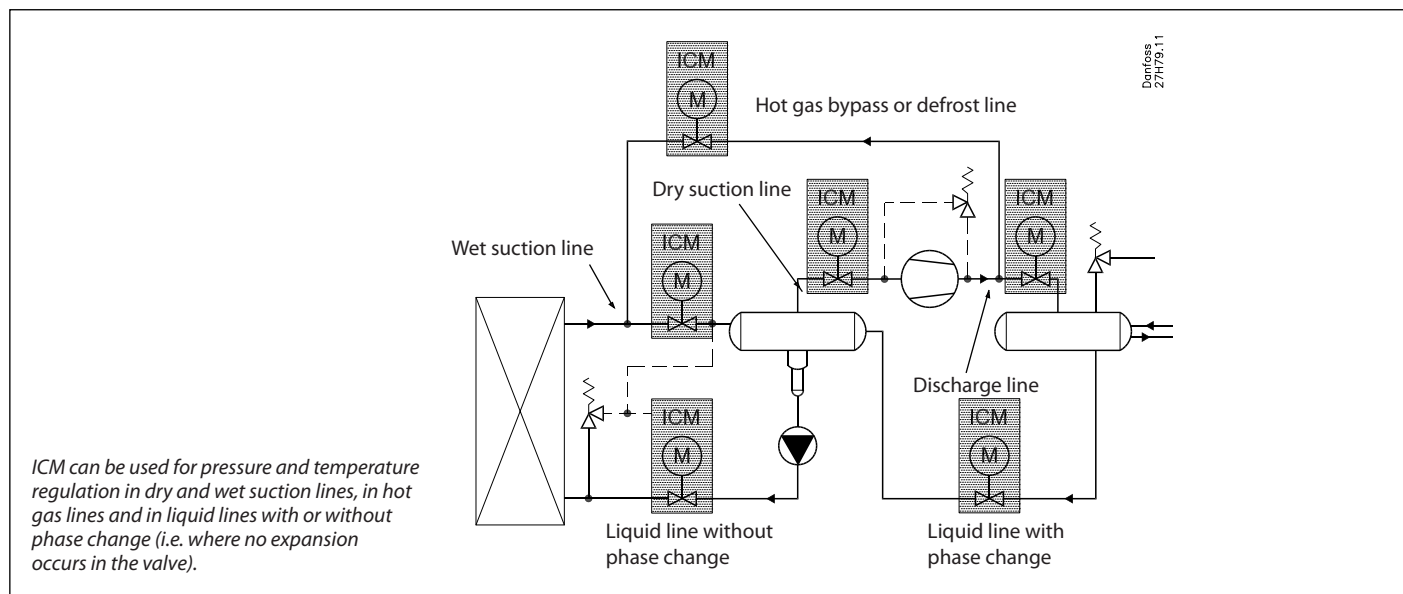 Danfoss
27H79.11
ICM
M
Hot gas bypass or defrost line
Dry suction line
ICM
M
ICM
M
Wet suction line
ICM
M
Discharge line
ICM
M
ICM
M
Liquid line without
phase change
Liquid line with
phase change
ICM can be used for pressure and temperature
regulation in dry and wet suction lines, in hot
gas lines and in liquid lines with or without
phase change (i.e. where no expansion
occurs in the valve).